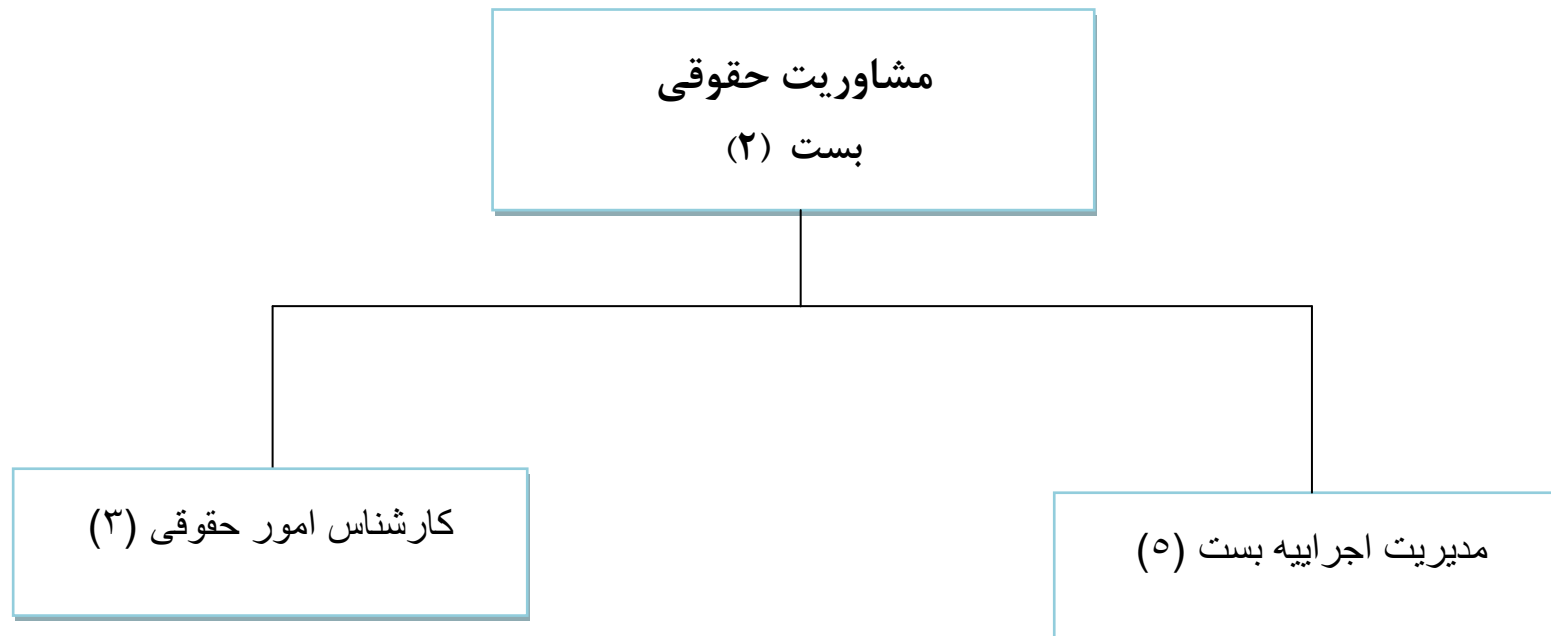 مشاوریت حقوقی
بست (۲)
مدیریت اجراییه بست (۵)
کارشناس امور حقوقی (۳)